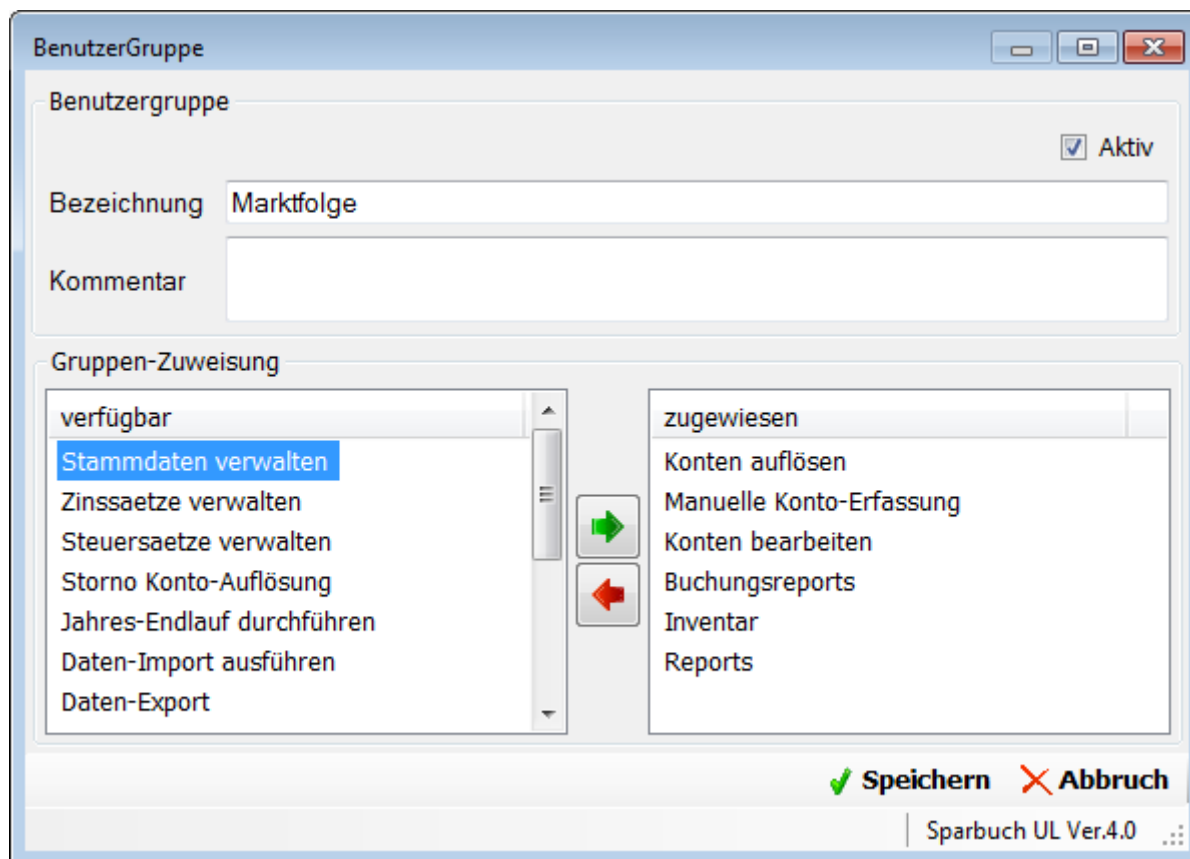 BenutzerGruppe
Benutzergruppe
Aktiv
Bezeichnung Marktfolge
Kommentar
Gruppen-Zuweisung
verfügbar
Stammdaten verwalten
Zinssaetze verwalten
Steuersaetze verwalten
Storno Konto-Auflösung
Jahres-Endlauf durchführen
Daten-Import ausführen
Daten-Export
zugewiesen
Konten auflösen
Manuelle Konto-Erfassung
Konten bearbeiten
Buchungsreports
Inventar
Reports
Speichern Abbruch
Sparbuch UL Ver.4.0